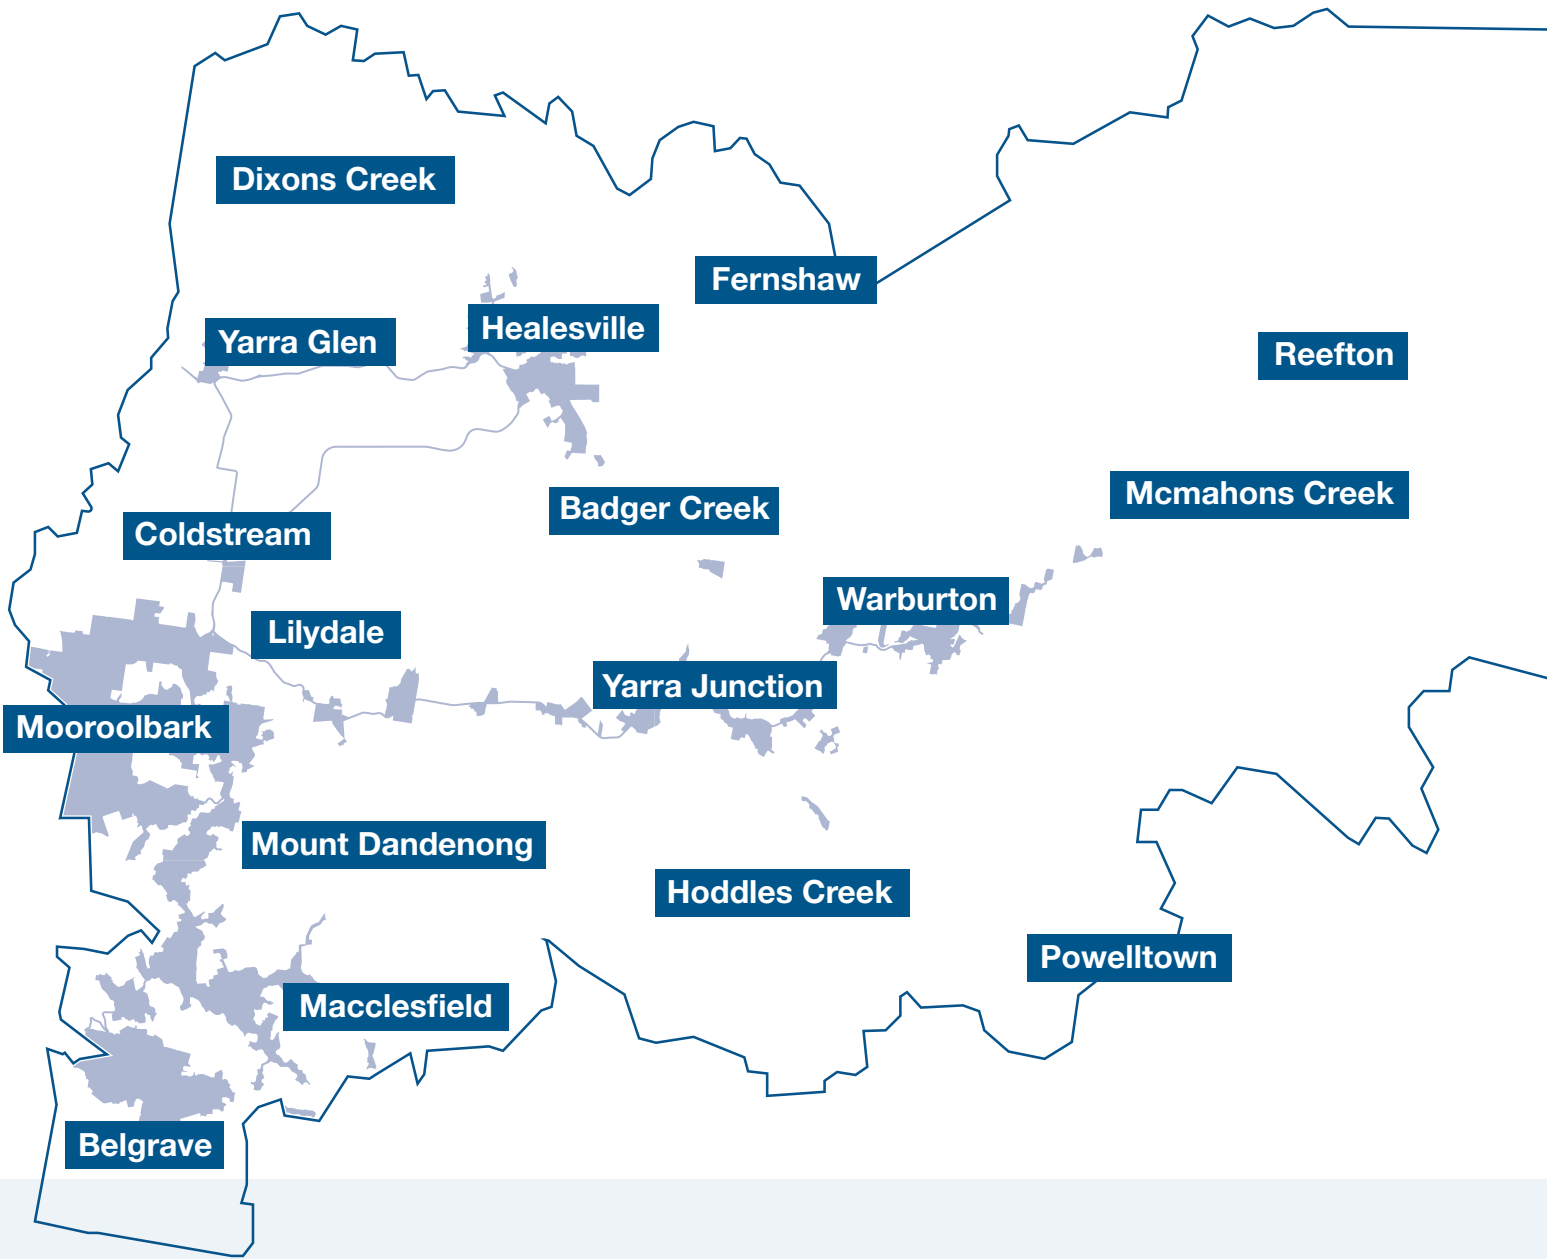 Dixons Creek
Fernshaw
Healesville
Yarra Glen
Reefton
Mcmahons Creek
Badger Creek
Coldstream
Warburton
Lilydale
Yarra Junction
Mooroolbark
Mount Dandenong
Hoddles Creek
Powelltown
Macclesfield
Belgrave